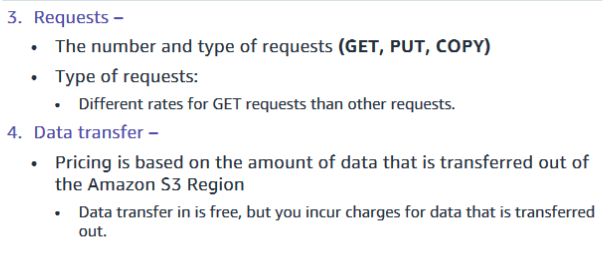 3. Requests –
• The number and type of requests (GET, PUT, COPY)
• Type of requests:
• Different rates for GET requests than other requests.
4. Data transfer –
• Pricing is based on the amount of data that is transferred out of
the Amazon S3 Region
• Data transfer in is free, but you incur charges for data that is transferred
out.